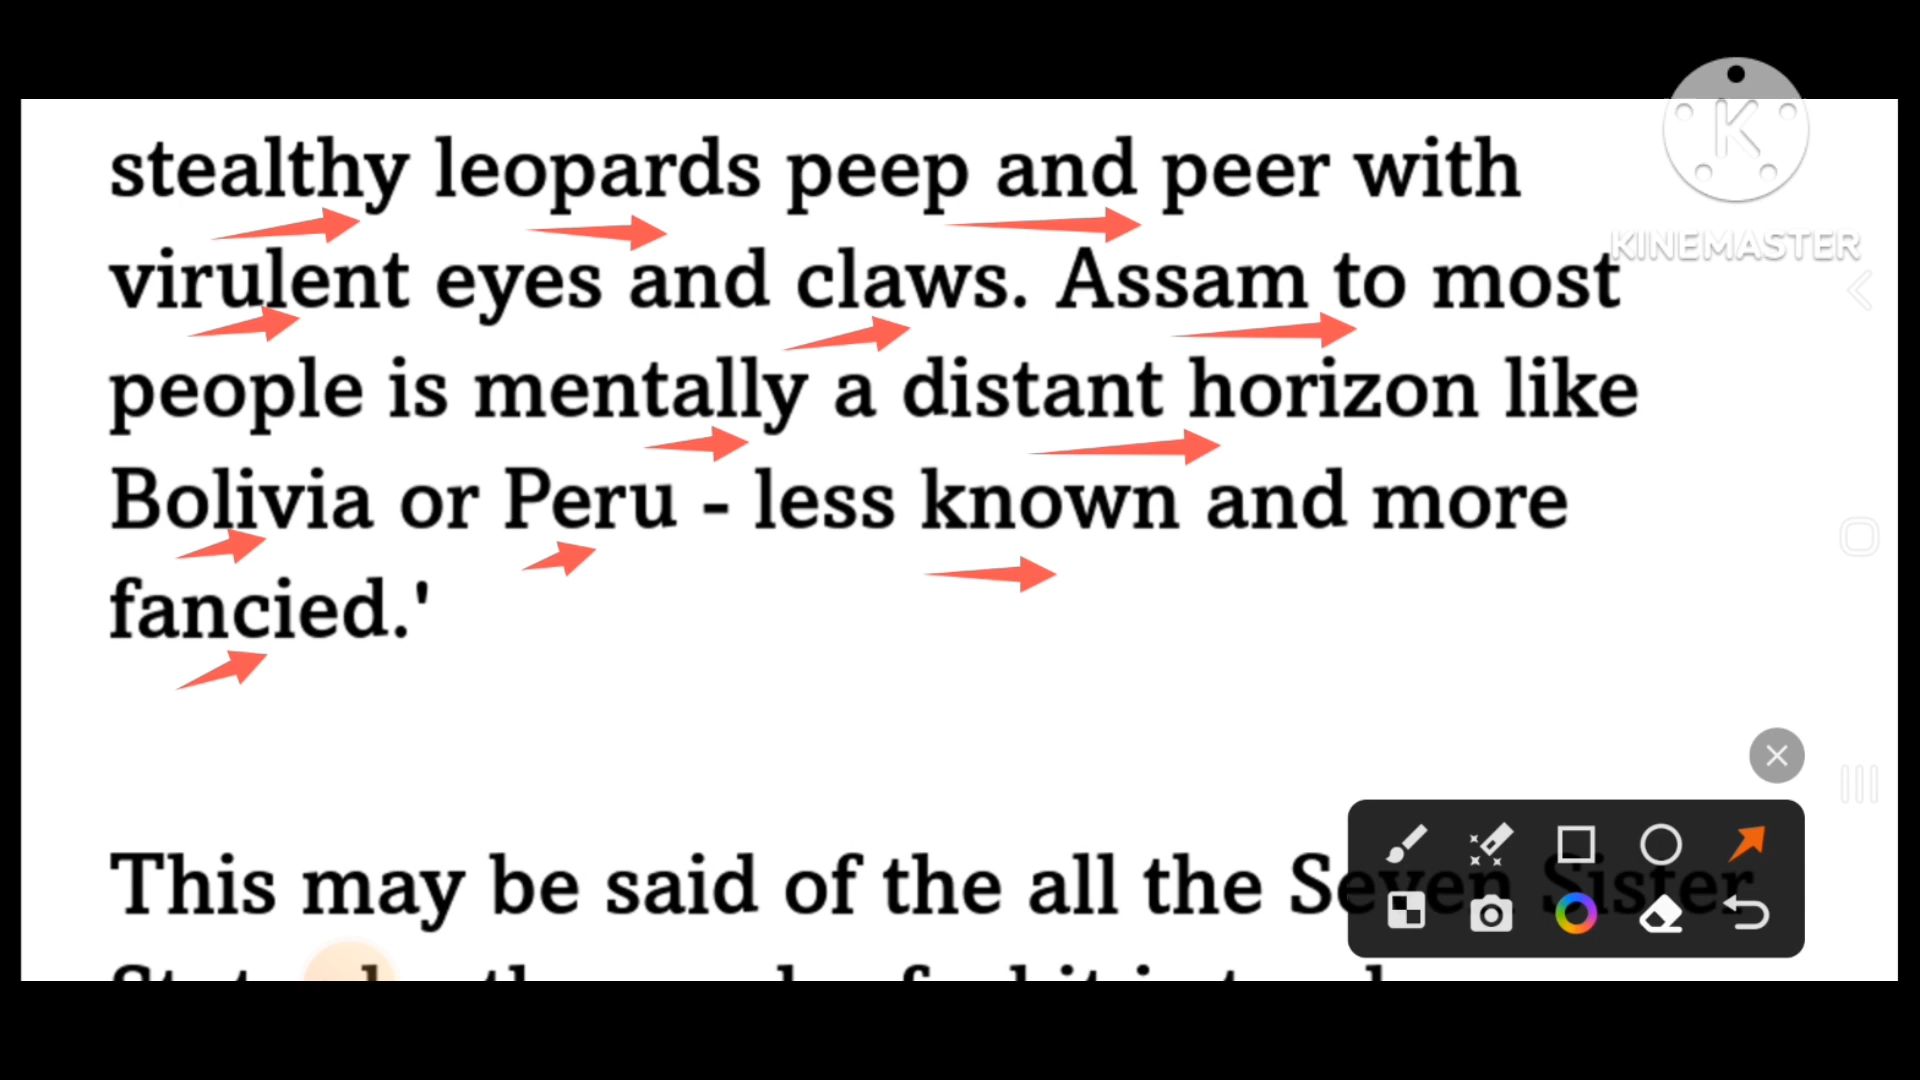 stealthy leopards peep and peer with
KINEMASTER
virulent eyes and claws. Assam to most
people is mentally a distant horizon like
Bolivia or Peru - less known and more
fancied.'
This may be said of the all the Seven Sister